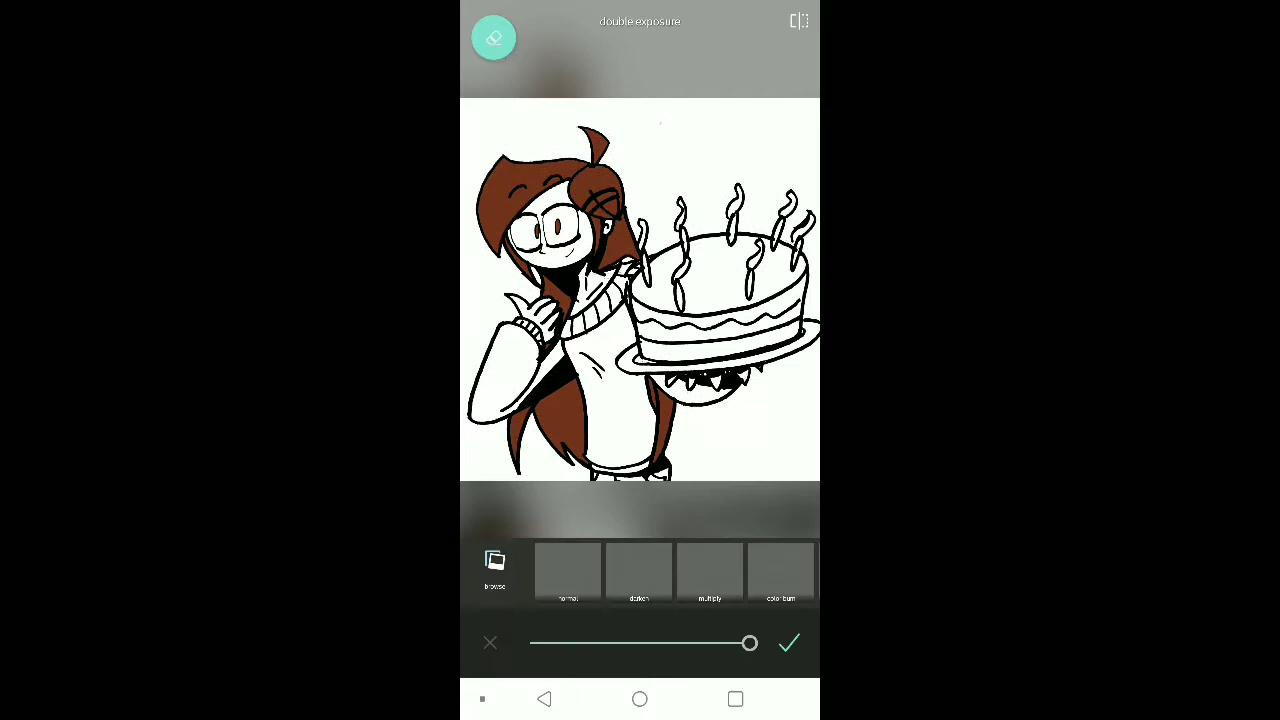 double exposure
browse
normal
darken
multiply
color burn